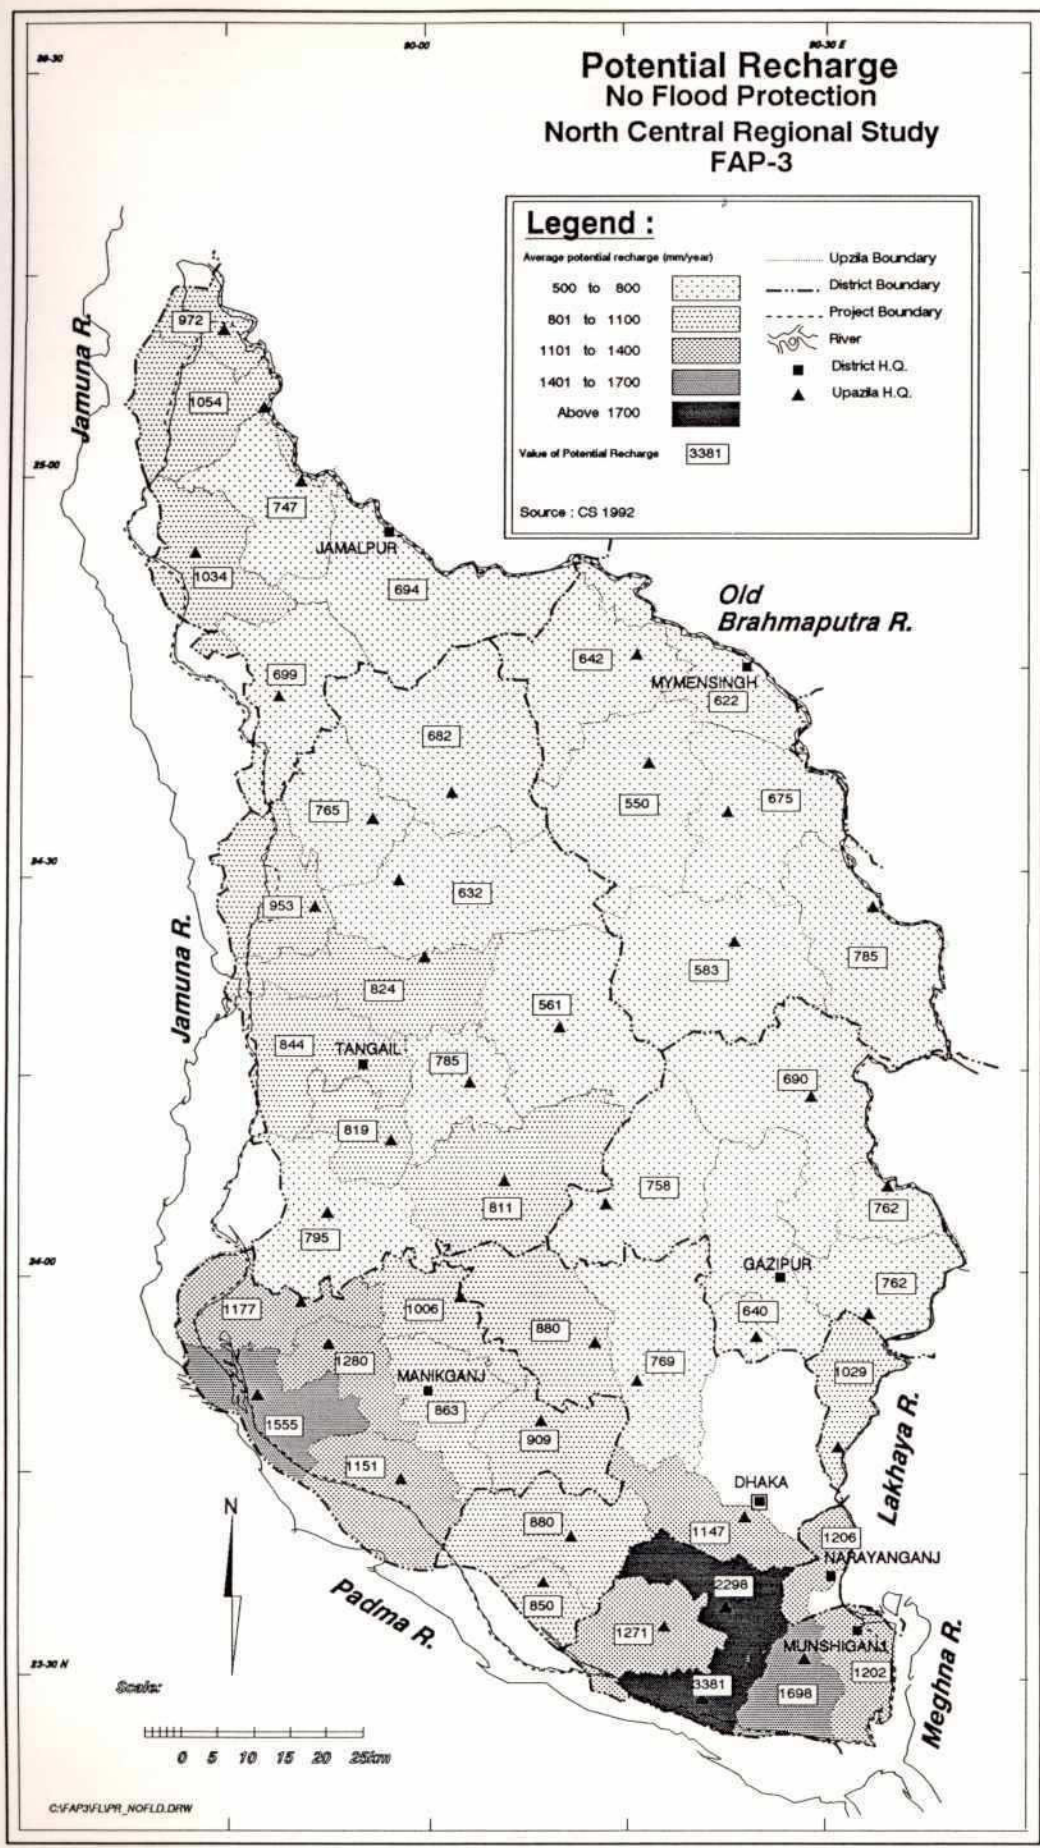 90-00
90-30 E
Potential Recharge
No Flood Protection
North Central Regional Study
FAP-3
Legend :
Average potential recharge (mm/year)
500 to 800
801 to 1100
1101 to 1400
1401 to 1700
Above 1700
Value of Potential Recharge 3381
Source : CS 1992
Upzila Boundary
District Boundary
Project Boundary
River
District H.Q.
Upazila H.Q.
Jamuna R.
972
1054
25-00
747
JAMALPUR
1034
694
Old
Brahmaputra R.
642
699
MYMENSINGH
622
682
765
550
675
24-30
953
632
Jamuna R.
583
785
824
561
844
TANGAIL
785
690
819
758
811
762
795
24-00
GAZIPUR
1177
1006
762
880
640
1280
769
1029
MANIKGANJ
863
1555
909
Lakhaya R.
1151
DHAKA
N
880
1147
1206
NARAYANGANJ
2298
850
Padma R.
1271
MUNSHIGANJ
23-30 N
1202
3381
1698
Meghna R.
Scale:
0 5 10 15 20 25km
C:\FAP3\FL\PR_NOFLD.DRW